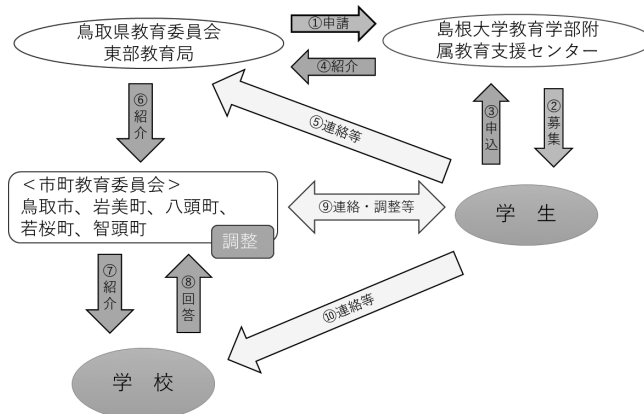 鳥取県教育委員会
東部教育局
①申請
④紹介
島根大学教育学部附
属教育支援センター
⑥紹介
⑤連絡等
③申込
②募集
＜市町教育委員会＞
鳥取市、岩美町、八頭町、
若桜町、智頭町
調整
⑨連絡・調整等
学　生
⑦紹介
⑧回答
⑩連絡等
学　校